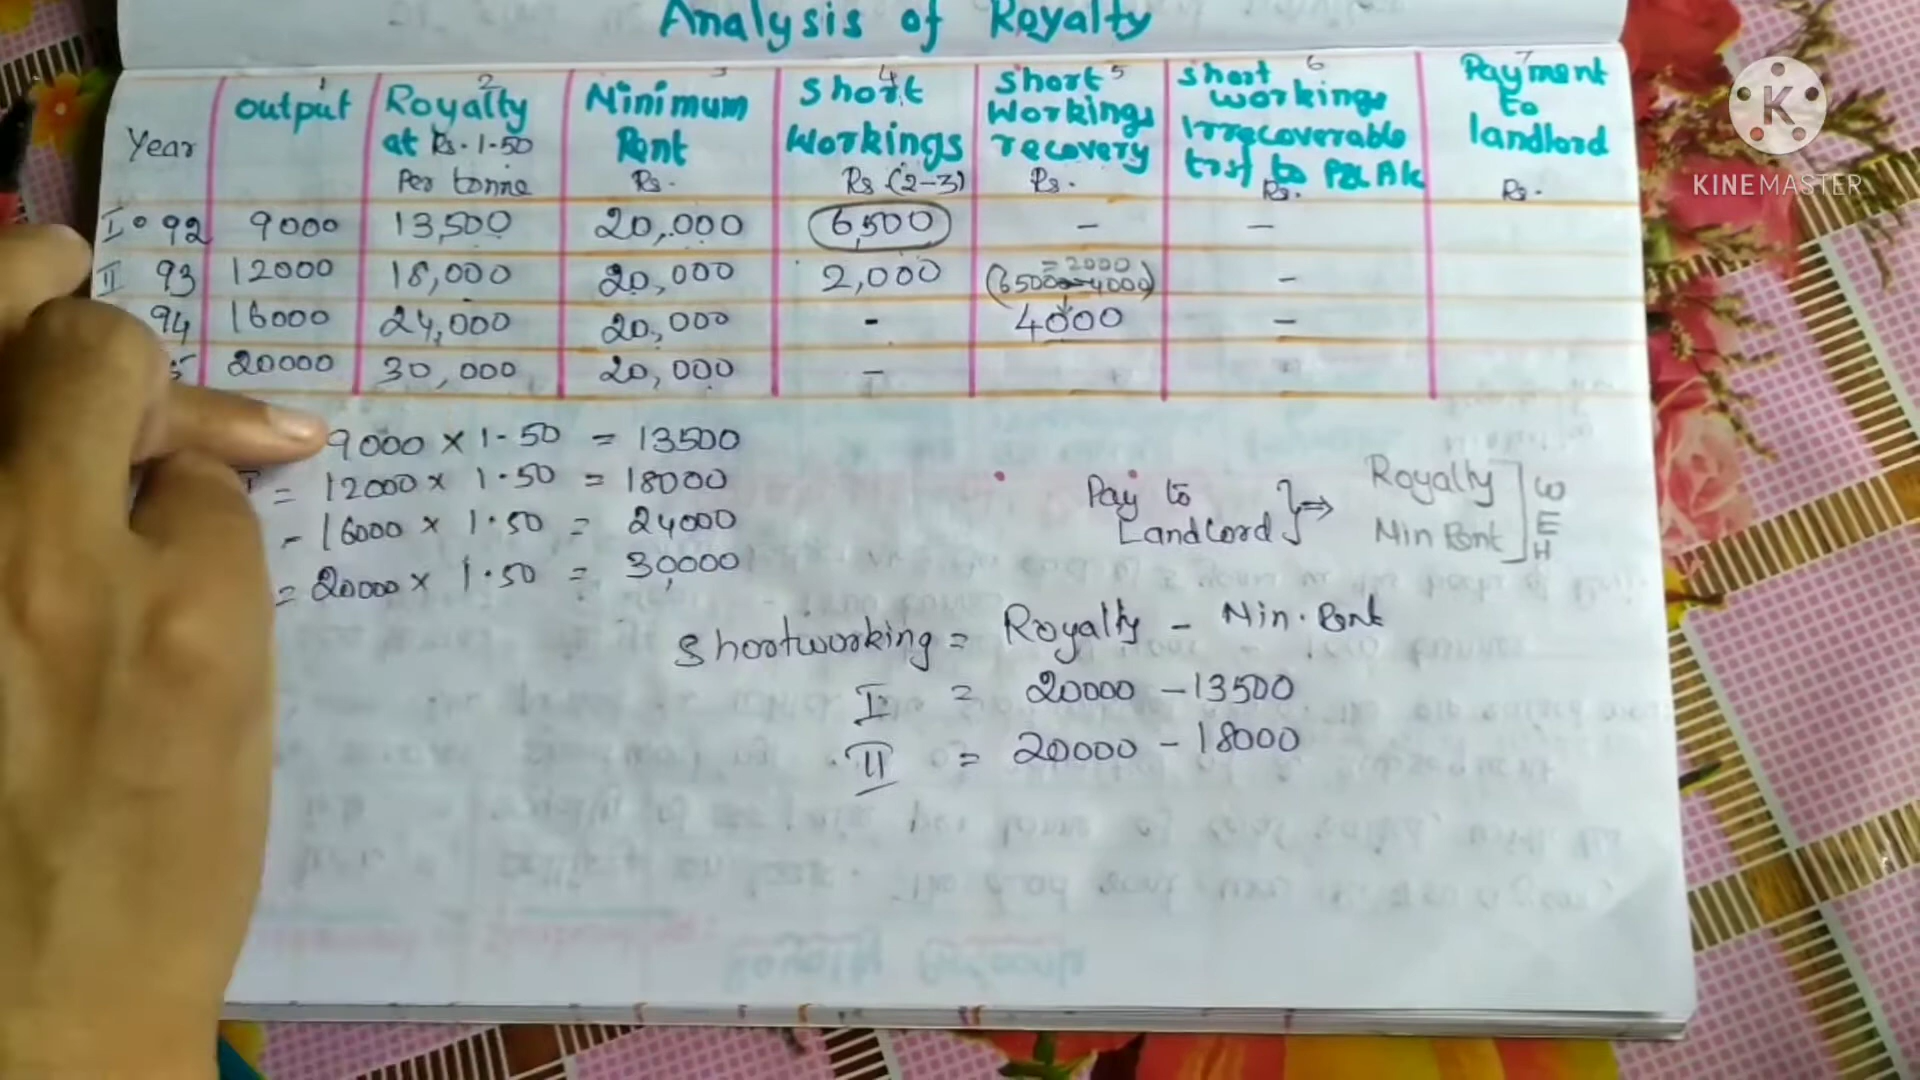 Analysis of Royalty
Year
1
output
2
Royalty
at Rs. 1-50
Per tonne
3
Minimum
Rent
Rs.
4
Short
Workings
Rs (2-3)
5
Short
Workings
recovery
Rs.
6
Short
workings
Irrecoverable
to P&L A/c
Rs.
7
Payment
to
landlord
Rs.
I 92 9000 13,500 20,000 6,500 - -
II 93 12000 18,000 20,000 2,000 (6500-4000) =2000 -
94 16000 24,000 20,000 - 4000 -
5 20000 30,000 20,000 -
9000 × 1-50 = 13500
= 12000 × 1.50 = 18000
- 16000 × 1.50 = 24000
= 20000 × 1.50 = 30,000
Pay to
Landlord } ⇒
Royalty
Min Rent ] W E H
Shortworking = Royalty - Min. Rent
I = 20000 - 13500
II = 20000 - 18000
K
KINEMASTER